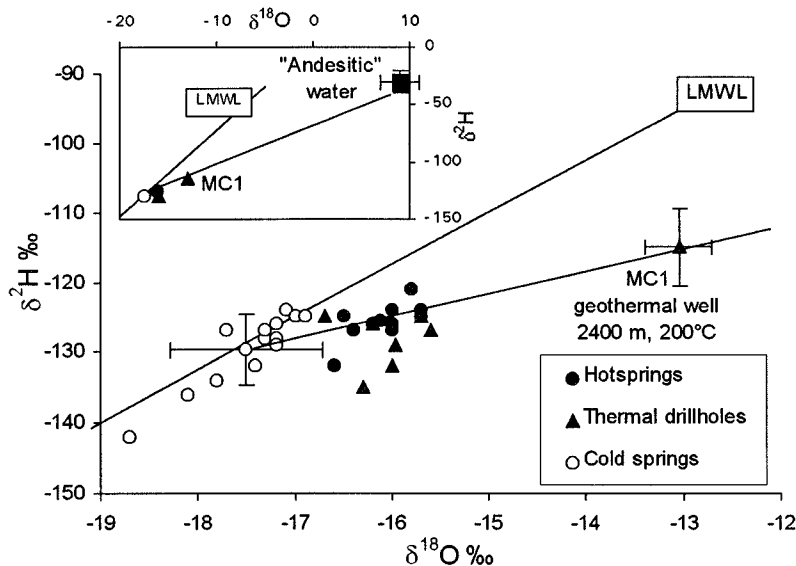 -20
-10
δ¹⁸O
0
10
0
-50
-100
-150
δ²H
LMWL
"Andesitic"
water
MC1
-90
-100
-110
-120
-130
-140
-150
δ²H ‰
LMWL
MC1
geothermal well
2400 m, 200°C
Hotsprings
Thermal drillholes
Cold springs
-19
-18
-17
-16
-15
-14
-13
-12
δ¹⁸O ‰